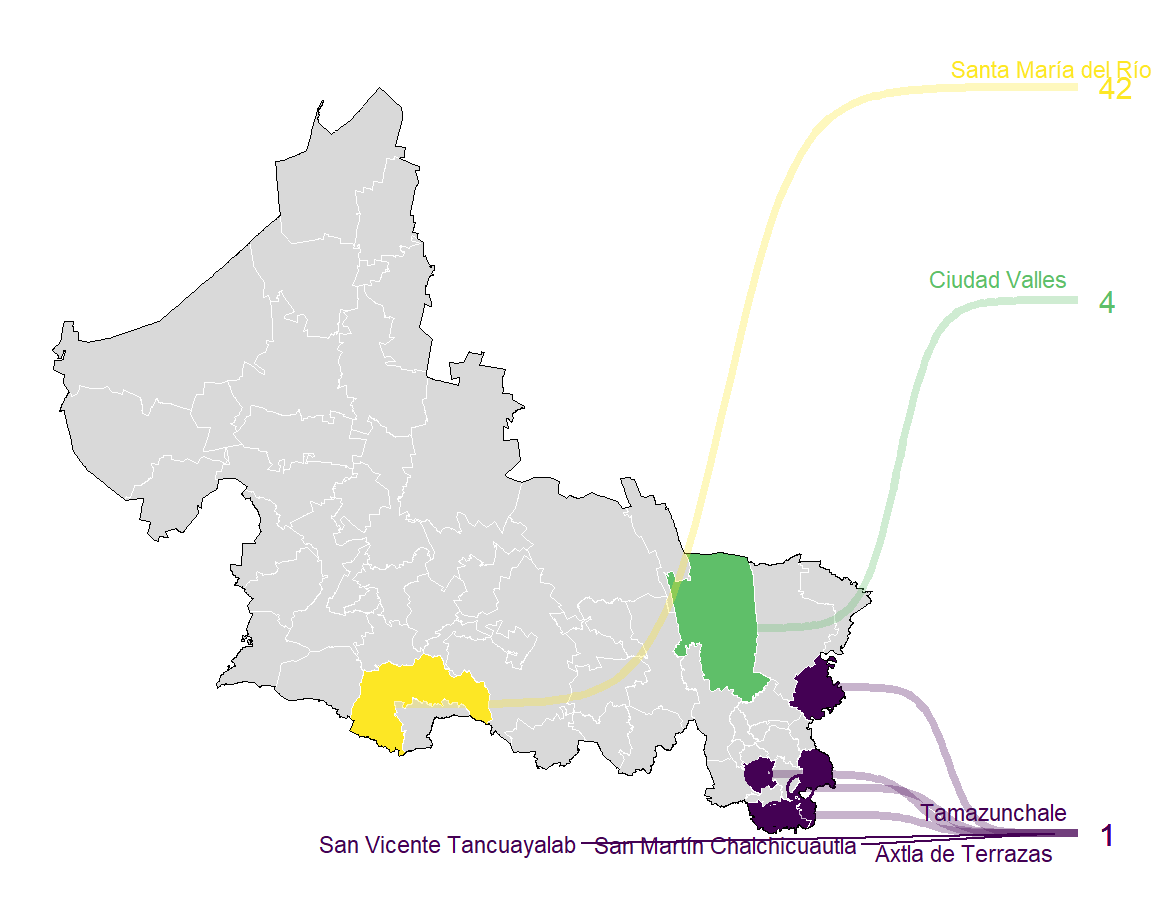 Santa María del Río
42
Ciudad Valles
4
Tamazunchale
1
San Vicente Tancuayalab
San Martín Chalchicuautla
Axtla de Terrazas